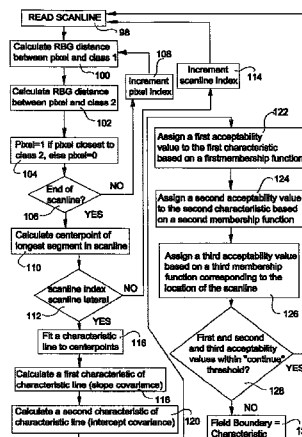 READ SCANLINE
98
Calculate RBG distance
between pixel and class 1
100
Calculate RBG distance
between pixel and class 2
102
Pixel=1 if pixel closest to
class 2, else pixel=0
104
End of
scanline?
106
NO
YES
Increment
pixel index
108
Calculate centerpoint of
longest segment in scanline
110
scanline index
scanline lateral
112
NO
YES
Increment
scanline index
114
Fit a characteristic
line to centerpoints
116
Calculate a first characteristic of
characteristic line (slope covariance)
118
Calculate a second characteristic of
characteristic line (intercept covariance)
120
122
Assign a first acceptability
value to the first characteristic
based on a firstmembership function
124
Assign a second acceptability
value to the second characteristic
based on a second membership
function
Assign a third acceptability
value based on a third membership
function corresponding to the
location of the scanline
126
First and second
and third acceptability
values within "continue"
threshold?
128
YES
NO
Field Boundary =
Characteristic